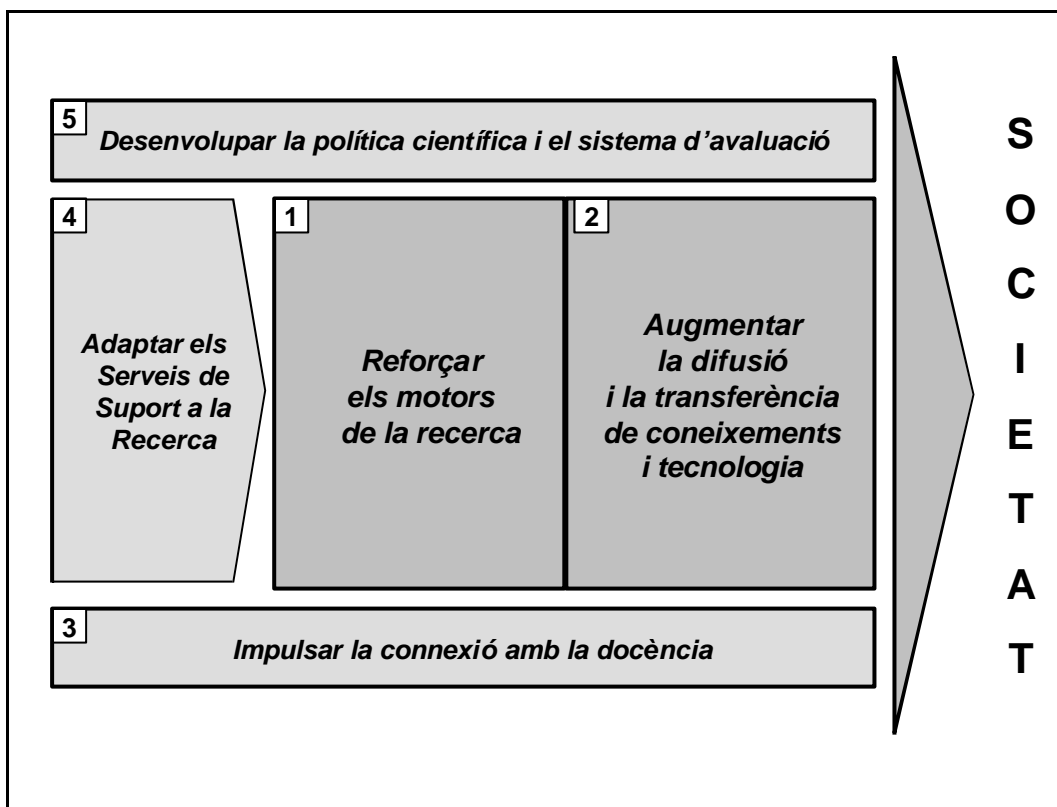 5
Desenvolupar la política científica i el sistema d'avaluació
4
Adaptar els
Serveis de
Suport a la
Recerca
1
Reforçar
els motors
de la recerca
2
Augmentar
la difusió
i la transferència
de coneixements
i tecnologia
3
Impulsar la connexió amb la docència
S
O
C
I
E
T
A
T